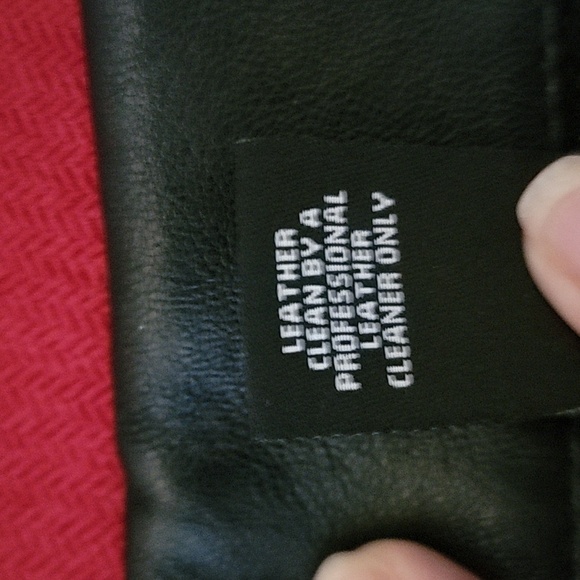 LEATHER
CLEAN BY A
PROFESSIONAL
LEATHER
CLEANER ONLY